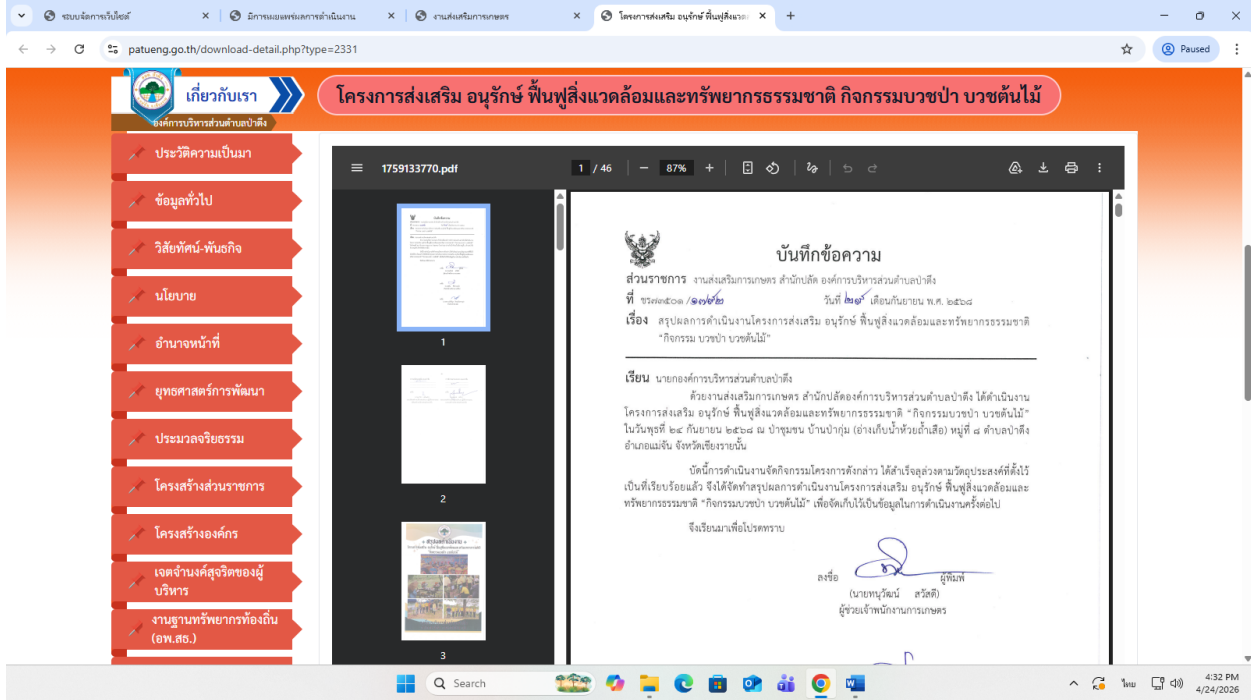 ระบบจัดการเว็บไซต์
มีการเผยแพร่ผลการดำเนินงาน
งานส่งเสริมการเกษตร
โครงการส่งเสริม อนุรักษ์ ฟื้นฟูสิ่งแวด
patueng.go.th/download-detail.php?type=2331
Paused
เกี่ยวกับเรา
องค์การบริหารส่วนตำบลป่าตึง
โครงการส่งเสริม อนุรักษ์ ฟื้นฟูสิ่งแวดล้อมและทรัพยากรธรรมชาติ กิจกรรมบวชป่า บวชต้นไม้
ประวัติความเป็นมา
ข้อมูลทั่วไป
วิสัยทัศน์-พันธกิจ
นโยบาย
อำนาจหน้าที่
ยุทธศาสตร์การพัฒนา
ประมวลจริยธรรม
โครงสร้างส่วนราชการ
โครงสร้างองค์กร
เจตจำนงค์สุจริตของผู้
บริหาร
งานฐานทรัพยากรท้องถิ่น
(อพ.สธ.)
1759133770.pdf
1 / 46
87%
1
2
3
บันทึกข้อความ
ส่วนราชการ งานส่งเสริมการเกษตร สำนักปลัด องค์การบริหารส่วนตำบลป่าตึง
ที่ ชร๗๓๕๐๑ / วันที่ เดือนกันยายน พ.ศ. ๒๕๖๘
เรื่อง สรุปผลการดำเนินงานโครงการส่งเสริม อนุรักษ์ ฟื้นฟูสิ่งแวดล้อมและทรัพยากรธรรมชาติ
"กิจกรรม บวชป่า บวชต้นไม้"
เรียน นายกองค์การบริหารส่วนตำบลป่าตึง
ด้วยงานส่งเสริมการเกษตร สำนักปลัดองค์การบริหารส่วนตำบลป่าตึง ได้ดำเนินงาน
โครงการส่งเสริม อนุรักษ์ ฟื้นฟูสิ่งแวดล้อมและทรัพยากรธรรมชาติ "กิจกรรมบวชป่า บวชต้นไม้"
ในวันพุธที่ ๒๔ กันยายน ๒๕๖๘ ณ ป่าชุมชน บ้านป่ากุ่ม (อ่างเก็บน้ำห้วยถ้ำเสือ) หมู่ที่ ๘ ตำบลป่าตึง
อำเภอแม่จัน จังหวัดเชียงรายนั้น
บัดนี้การดำเนินงานจัดกิจกรรมโครงการดังกล่าว ได้สำเร็จลุล่วงตามวัตถุประสงค์ที่ตั้งไว้
เป็นที่เรียบร้อยแล้ว จึงได้จัดทำสรุปผลการดำเนินงานโครงการส่งเสริม อนุรักษ์ ฟื้นฟูสิ่งแวดล้อมและ
ทรัพยากรธรรมชาติ "กิจกรรมบวชป่า บวชต้นไม้" เพื่อจัดเก็บไว้เป็นข้อมูลในการดำเนินงานครั้งต่อไป
จึงเรียนมาเพื่อโปรดทราบ
ลงชื่อ ผู้พิมพ์
(นายทนุวัฒน์ สวัสดี)
ผู้ช่วยเจ้าพนักงานการเกษตร
Search
ไทย
4:32 PM
4/24/2026